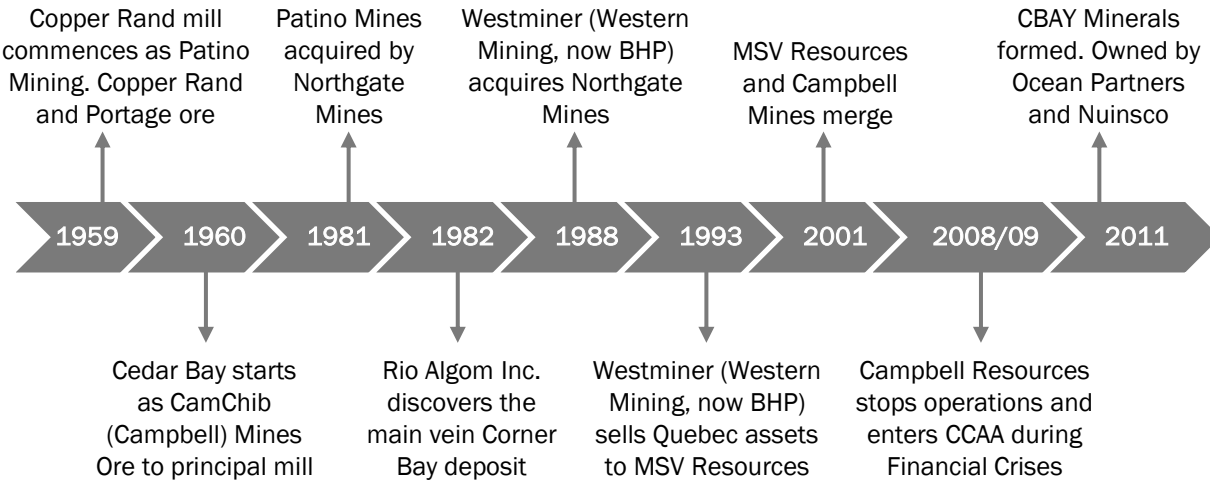 Copper Rand mill
commences as Patino
Mining. Copper Rand
and Portage ore
Patino Mines
acquired by
Northgate
Mines
Westminer (Western
Mining, now BHP)
acquires Northgate
Mines
MSV Resources
and Campbell
Mines merge
CBAY Minerals
formed. Owned by
Ocean Partners
and Nuinsco
1959
1960
1981
1982
1988
1993
2001
2008/09
2011
Cedar Bay starts
as CamChib
(Campbell) Mines
Ore to principal mill
Rio Algom Inc.
discovers the
main vein Corner
Bay deposit
Westminer (Western
Mining, now BHP)
sells Quebec assets
to MSV Resources
Campbell Resources
stops operations and
enters CCAA during
Financial Crises